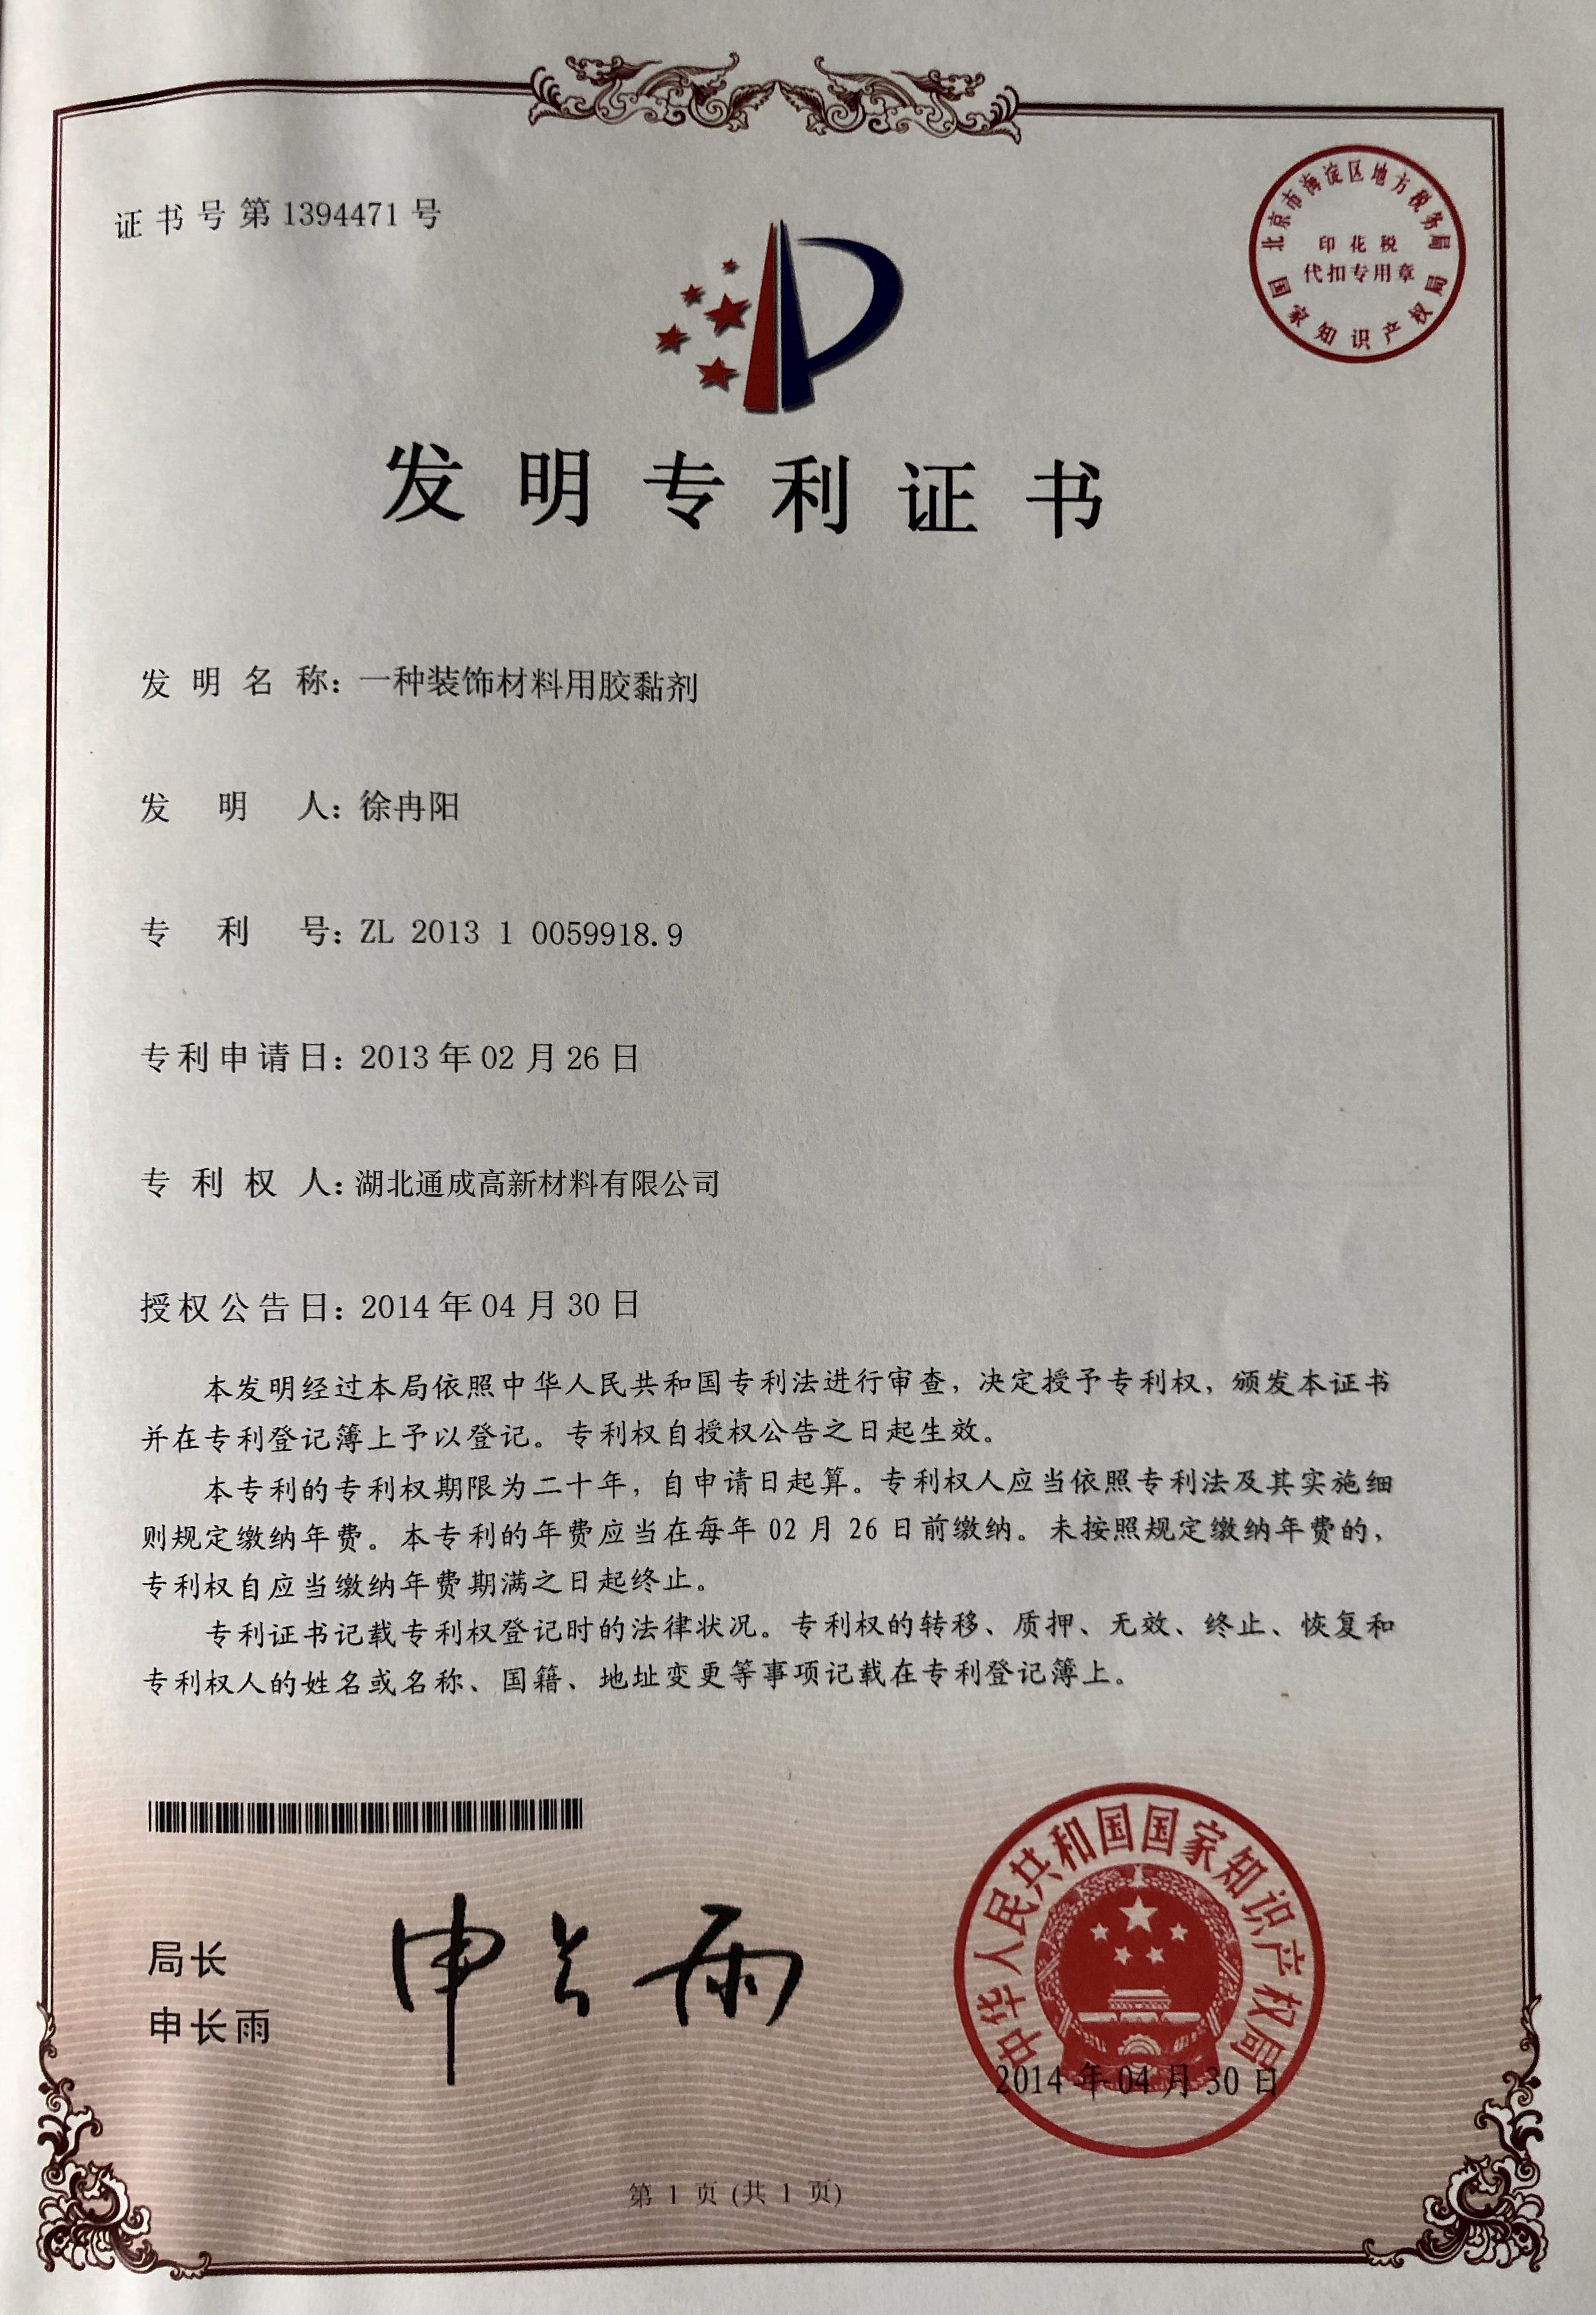 证书号第1394471号
北京市海淀区地方税务局
印花税
代扣专用章
国家知识产权局
发明专利证书
发明名称：一种装饰材料用胶黏剂
发明人：徐冉阳
专利号：ZL 2013 1 0059918.9
专利申请日：2013年02月26日
专利权人：湖北通成高新材料有限公司
授权公告日：2014年04月30日
本发明经过本局依照中华人民共和国专利法进行审查，决定授予专利权，颁发本证书
并在专利登记簿上予以登记。专利权自授权公告之日起生效。
本专利的专利权期限为二十年，自申请日起算。专利权人应当依照专利法及其实施细
则规定缴纳年费。本专利的年费应当在每年 02 月 26 日前缴纳。未按照规定缴纳年费的，
专利权自应当缴纳年费期满之日起终止。
专利证书记载专利权登记时的法律状况。专利权的转移、质押、无效、终止、恢复和
专利权人的姓名或名称、国籍、地址变更等事项记载在专利登记簿上。
局长
申长雨
申长雨
中华人民共和国国家知识产权局
2014年04月30日
第 1 页 (共 1 页)